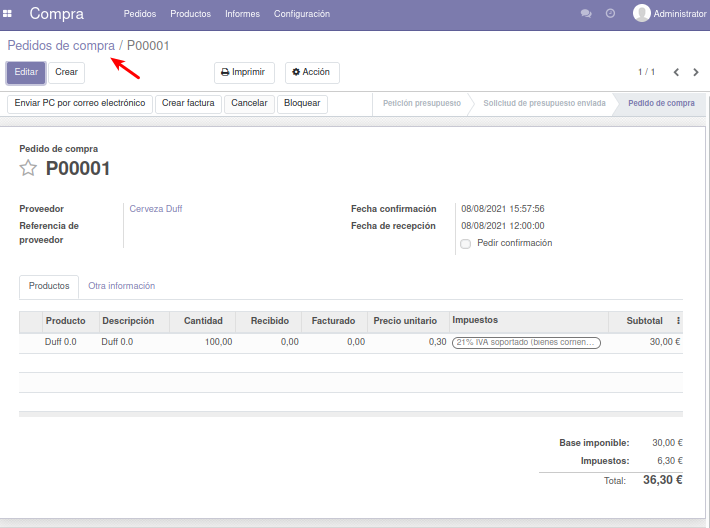 Compra Pedidos Productos Informes Configuración Administrator
Pedidos de compra / P00001
Editar Crear Imprimir Acción 1 / 1
Enviar PC por correo electrónico Crear factura Cancelar Bloquear Petición presupuesto Solicitud de presupuesto enviada Pedido de compra
Pedido de compra
P00001
Proveedor Cerveza Duff Fecha confirmación 08/08/2021 15:57:56
Referencia de Fecha de recepción 08/08/2021 12:00:00
proveedor Pedir confirmación
Productos Otra información
Producto Descripción Cantidad Recibido Facturado Precio unitario Impuestos Subtotal
Duff 0.0 Duff 0.0 100,00 0,00 0,00 0,30 21% IVA soportado (bienes corrien... 30,00 €
Base imponible: 30,00 €
Impuestos: 6,30 €
Total: 36,30 €